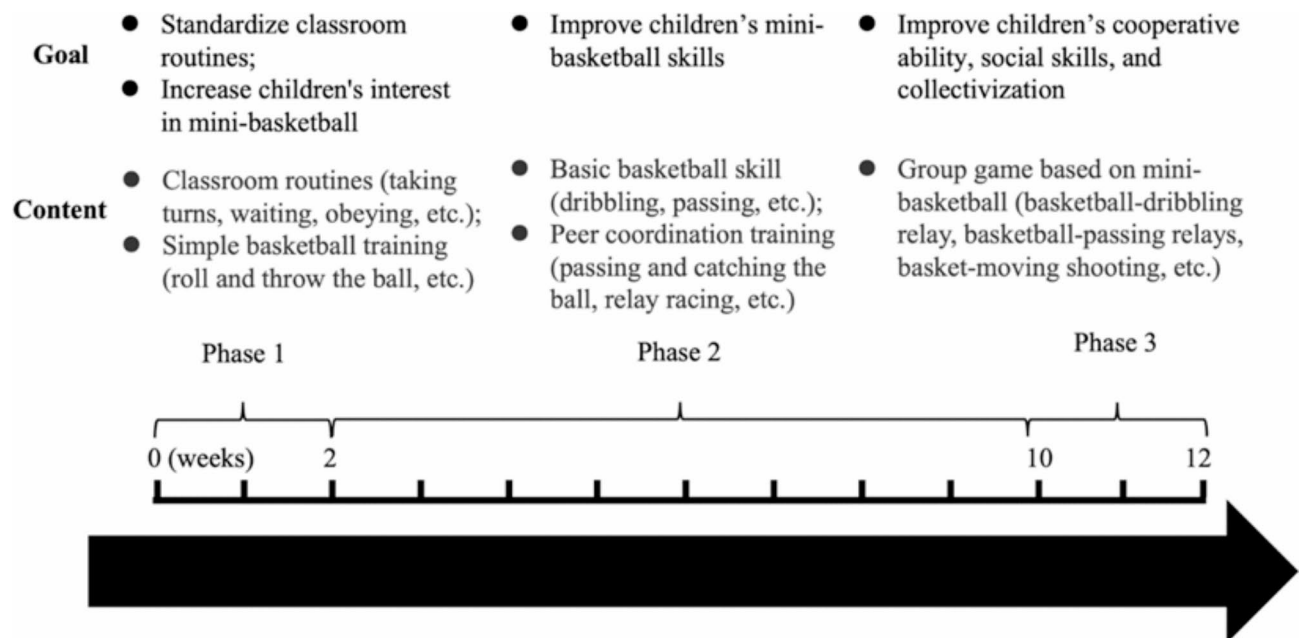 Goal
● Standardize classroom
routines;
● Increase children's interest
in mini-basketball
● Improve children’s mini-
basketball skills
● Improve children’s cooperative
ability, social skills, and
collectivization
Content
● Classroom routines (taking
turns, waiting, obeying, etc.);
● Simple basketball training
(roll and throw the ball, etc.)
● Basic basketball skill
(dribbling, passing, etc.);
● Peer coordination training
(passing and catching the
ball, relay racing, etc.)
● Group game based on mini-
basketball (basketball-dribbling
relay, basketball-passing relays,
basket-moving shooting, etc.)
Phase 1
Phase 2
Phase 3
0 (weeks) 2 10 12